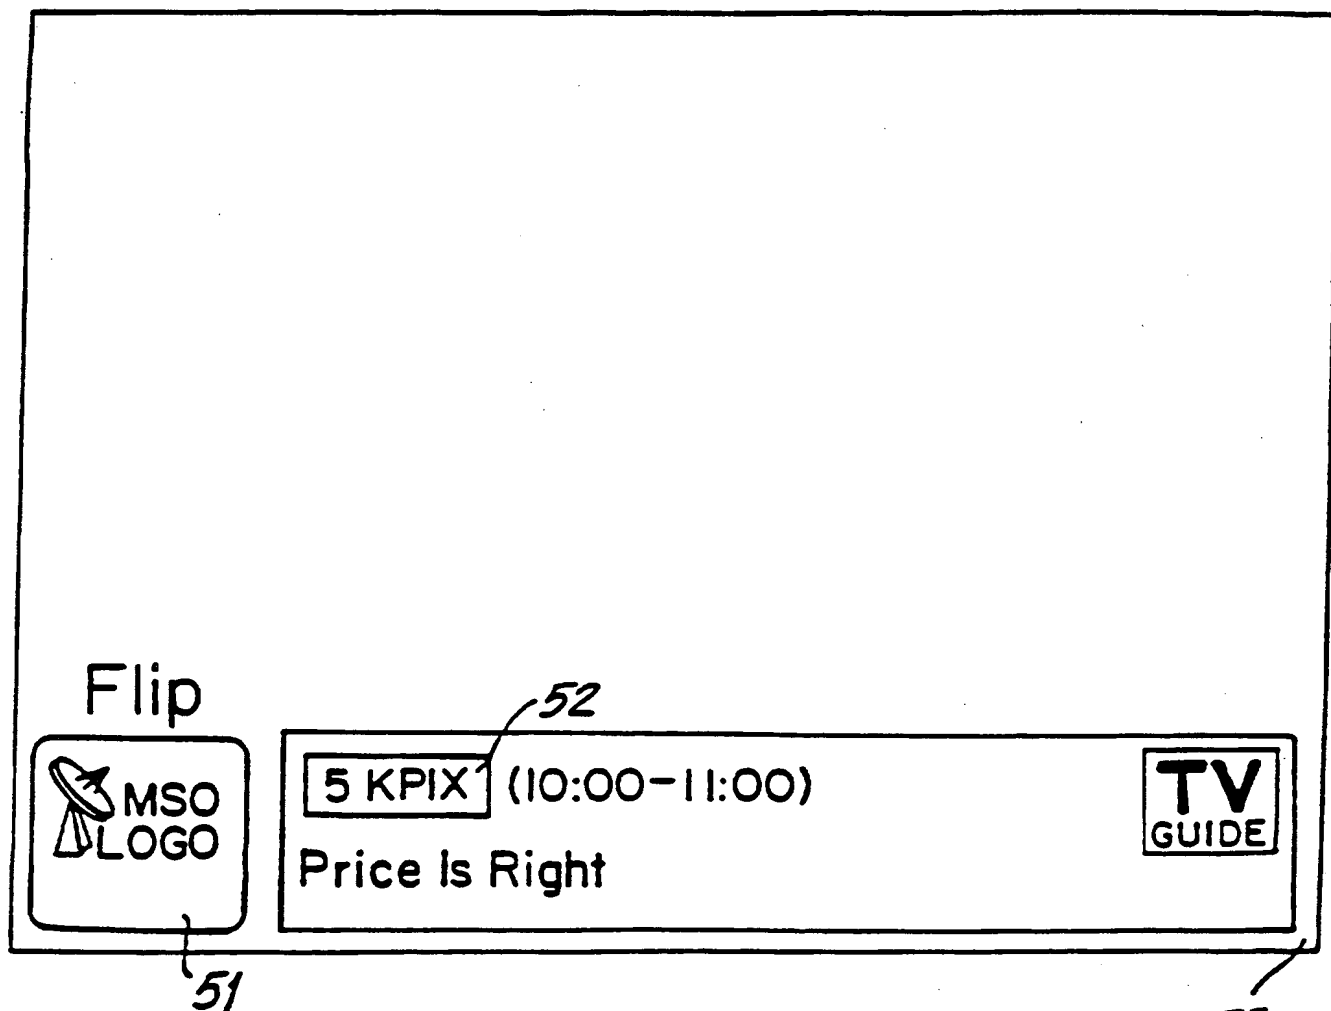 Flip
52
MSO
LOGO
5 KPIX (10:00-11:00)
TV
GUIDE
Price Is Right
51